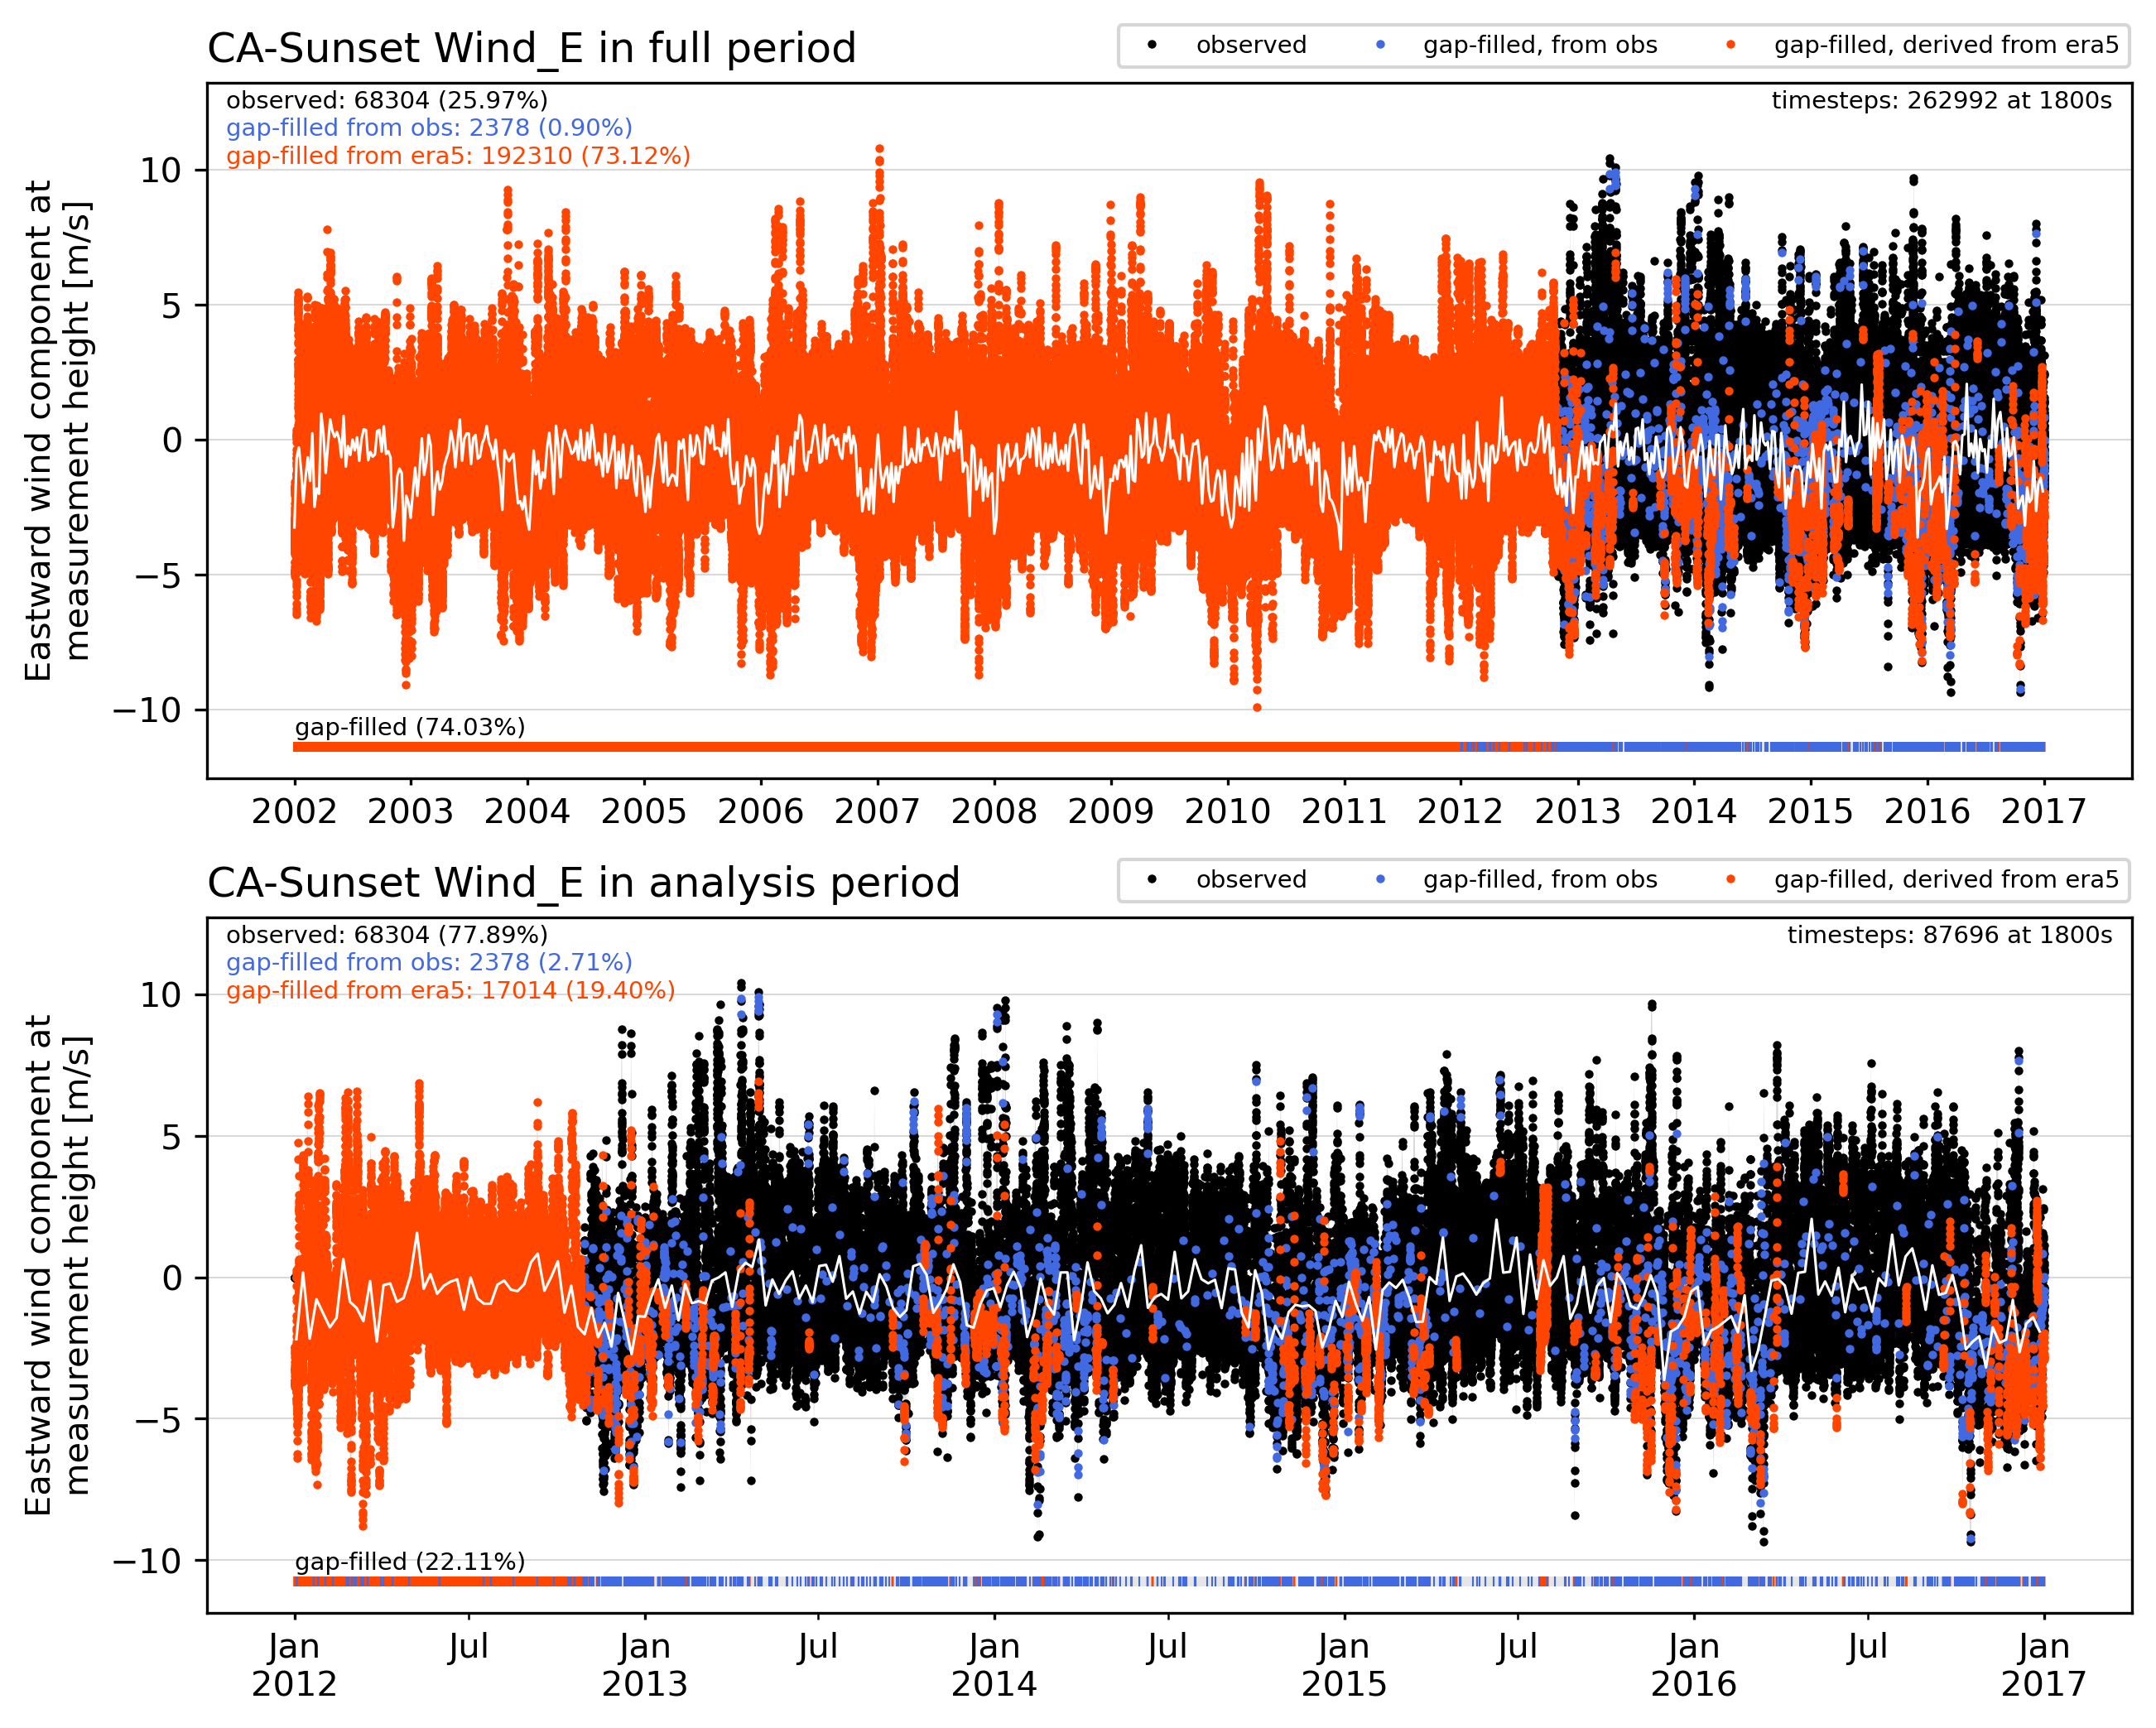 CA-Sunset Wind_E in full period
observed
gap-filled, from obs
gap-filled, derived from era5
observed: 68304 (25.97%)
timesteps: 262992 at 1800s
gap-filled from obs: 2378 (0.90%)
gap-filled from era5: 192310 (73.12%)
Eastward wind component at
measurement height [m/s]
10
5
0
−5
−10
gap-filled (74.03%)
2002 2003 2004 2005 2006 2007 2008 2009 2010 2011 2012 2013 2014 2015 2016 2017
CA-Sunset Wind_E in analysis period
observed
gap-filled, from obs
gap-filled, derived from era5
observed: 68304 (77.89%)
timesteps: 87696 at 1800s
gap-filled from obs: 2378 (2.71%)
gap-filled from era5: 17014 (19.40%)
Eastward wind component at
measurement height [m/s]
10
5
0
−5
−10
gap-filled (22.11%)
Jan Jul Jan Jul Jan Jul Jan Jul Jan Jul Jan
2012 2013 2014 2015 2016 2017